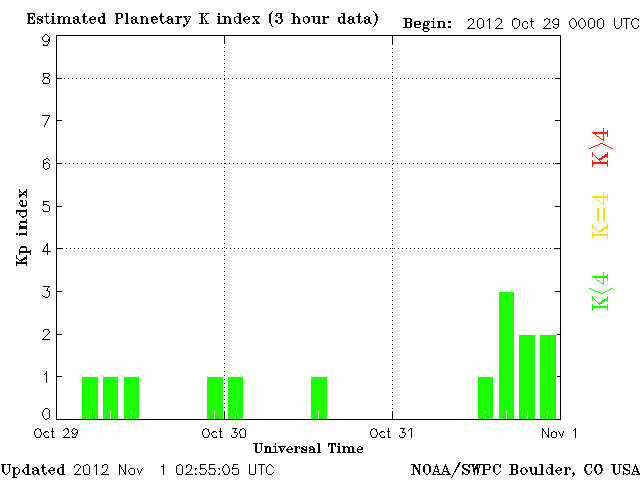 Estimated Planetary K index (3 hour data) Begin: 2012 Oct 29 0000 UTC
9
8
7
6
5
4
3
2
1
0
Kp index
K>4
K=4
K<4
Oct 29 Oct 30 Oct 31 Nov 1
Universal Time
Updated 2012 Nov 1 02:55:05 UTC NOAA/SWPC Boulder, CO USA